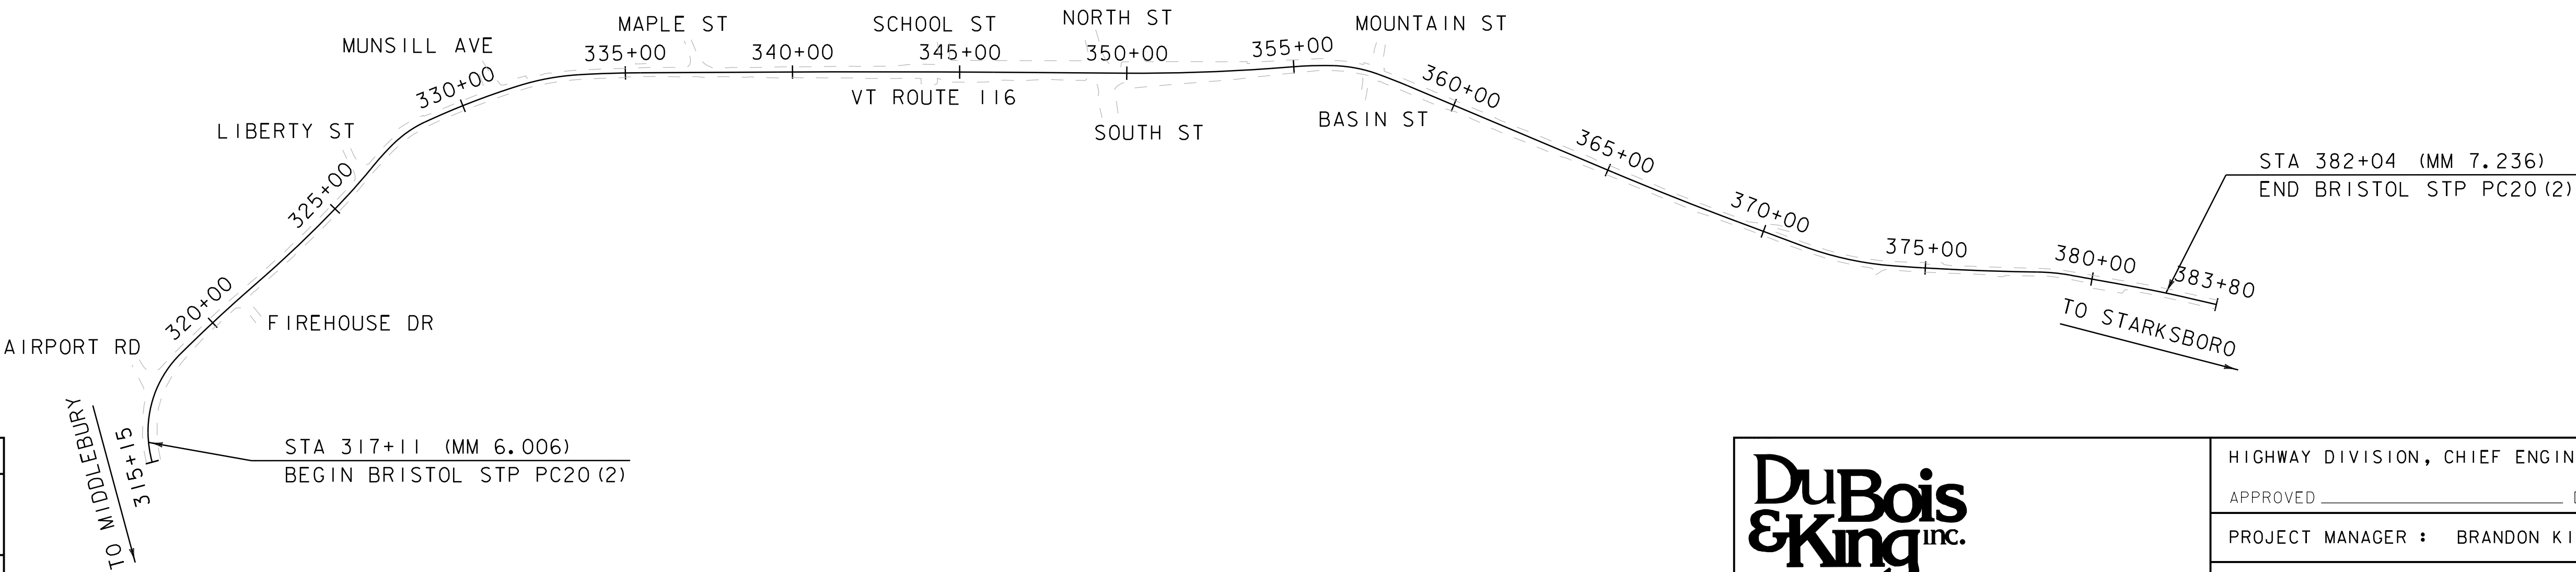 NORTH ST
MAPLE ST
SCHOOL ST
MOUNTAIN ST
MUNSILL AVE
335+00
340+00
345+00
350+00
355+00
330+00
360+00
VT ROUTE 116
LIBERTY ST
SOUTH ST
BASIN ST
365+00
STA 382+04 (MM 7.236)
END BRISTOL STP PC20(2)
325+00
370+00
375+00
380+00
383+80
320+00
TO STARKSBORO
FIREHOUSE DR
AIRPORT RD
TO MIDDLEBURY
315+15
STA 317+11 (MM 6.006)
BEGIN BRISTOL STP PC20(2)
DuBois
&King inc.
HIGHWAY DIVISION, CHIEF ENGIN
APPROVED
PROJECT MANAGER : BRANDON KI